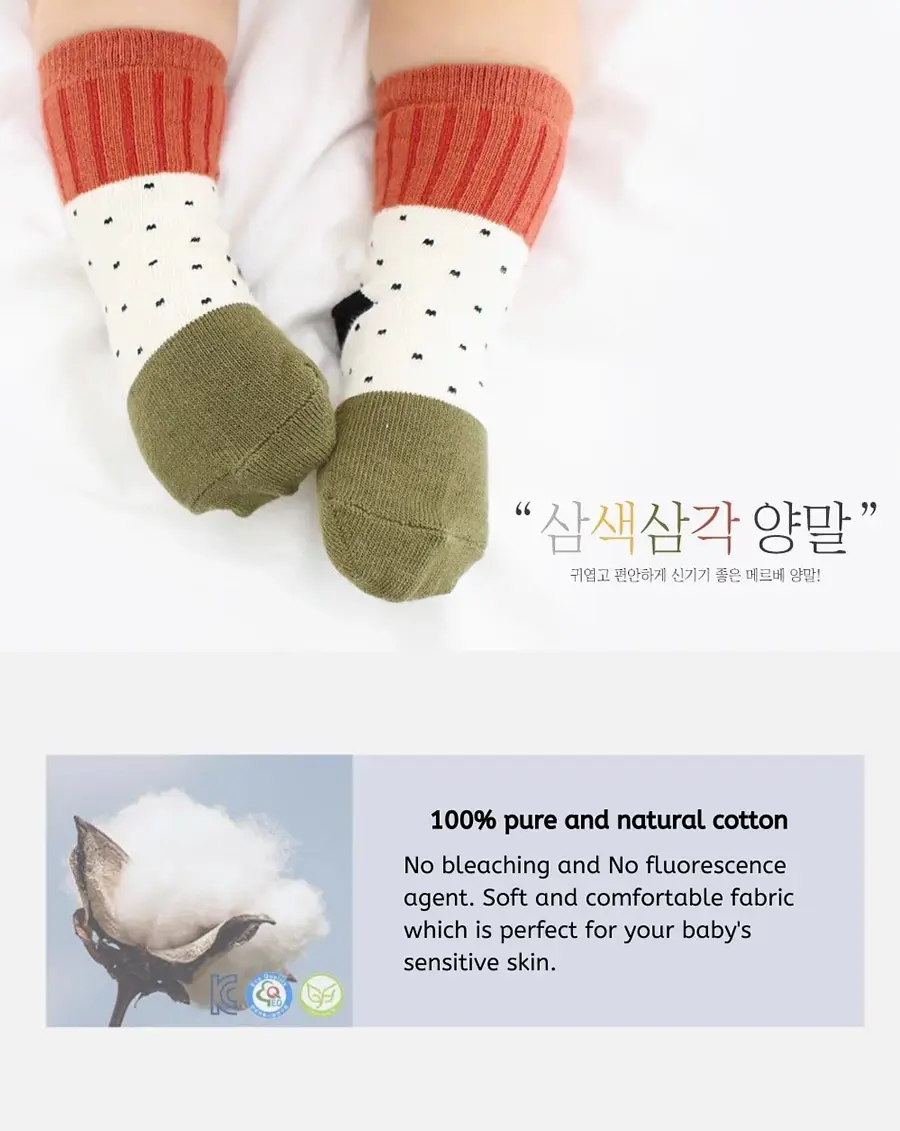 “ 삼색삼각 양말 ”
귀엽고 편안하게 신기기 좋은 메르베 양말!
100% pure and natural cotton
No bleaching and No fluorescence
agent. Soft and comfortable fabric
which is perfect for your baby's
sensitive skin.